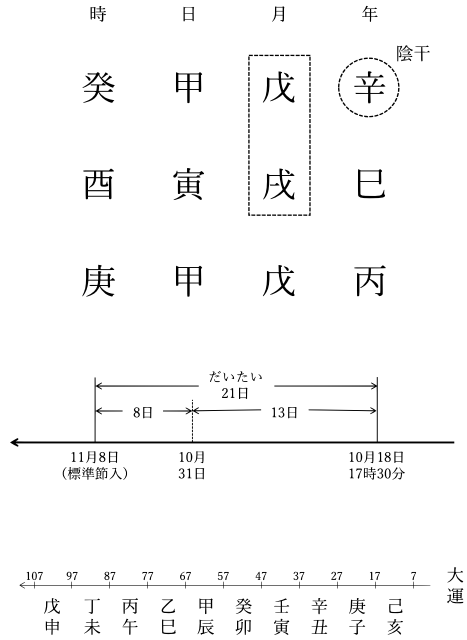 時 日 月 年
陰干
癸 甲 戊 辛
酉 寅 戌 巳
庚 甲 戊 丙
だいたい
21日
8日 13日
11月8日 10月 10月18日
(標準節入) 31日 17時30分
107 97 87 77 67 57 47 37 27 17 7 大
戊 丁 丙 乙 甲 癸 壬 辛 庚 己 運
申 未 午 巳 辰 卯 寅 丑 子 亥